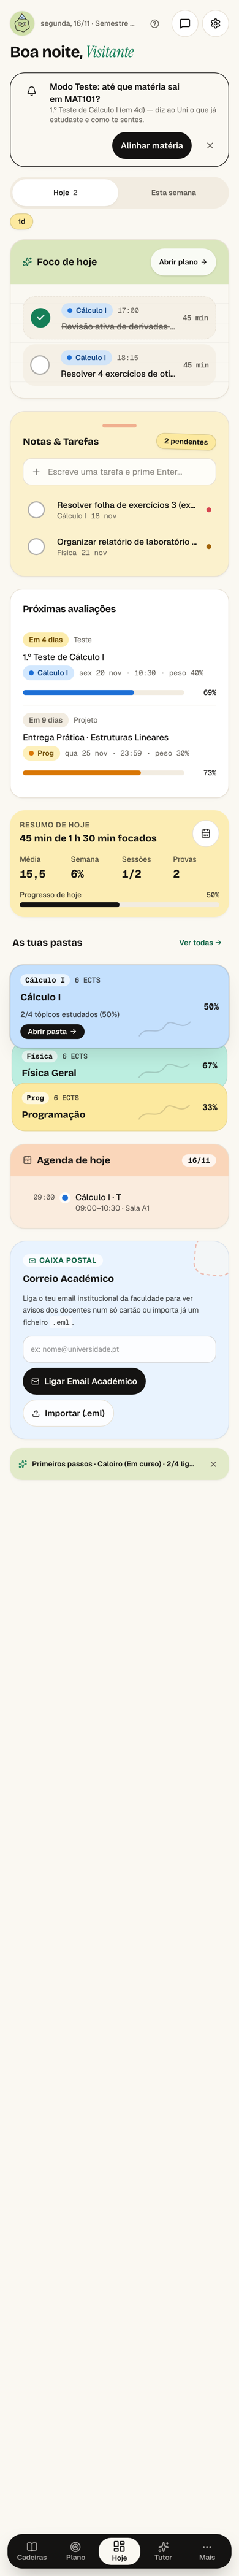 segunda, 16/11 · Semestre ...
Boa noite, Visitante
Modo Teste: até que matéria sai
em MAT101?
1.º Teste de Cálculo I (em 4d) — diz ao Uni o que já
estudaste e como te sentes.
Alinhar matéria
Hoje 2
Esta semana
1d
Foco de hoje
Abrir plano →
Cálculo I 17:00
Revisão ativa de derivadas ...
45 min
Cálculo I 18:15
Resolver 4 exercícios de oti...
45 min
Notas & Tarefas
2 pendentes
Escreve uma tarefa e prime Enter...
Resolver folha de exercícios 3 (ex...
Cálculo I 18 nov
Organizar relatório de laboratório ...
Física 21 nov
Próximas avaliações
Em 4 dias Teste
1.º Teste de Cálculo I
Cálculo I sex 20 nov · 10:30 · peso 40%
69%
Em 9 dias Projeto
Entrega Prática · Estruturas Lineares
Prog qua 25 nov · 23:59 · peso 30%
73%
RESUMO DE HOJE
45 min de 1 h 30 min focados
Média Semana Sessões Provas
15,5 6% 1/2 2
Progresso de hoje 50%
As tuas pastas
Ver todas →
Cálculo I 6 ECTS
Cálculo I
2/4 tópicos estudados (50%)
Abrir pasta →
50%
Física 6 ECTS
Física Geral
67%
Prog 6 ECTS
Programação
33%
Agenda de hoje
16/11
09:00 Cálculo I · T
09:00–10:30 · Sala A1
CAIXA POSTAL
Correio Académico
Liga o teu email institucional da faculdade para ver
avisos dos docentes num só cartão ou importa já um
ficheiro .eml.
ex: nome@universidade.pt
Ligar Email Académico
Importar (.eml)
Primeiros passos · Caloiro (Em curso) · 2/4 lig...
Cadeiras Plano Hoje Tutor Mais